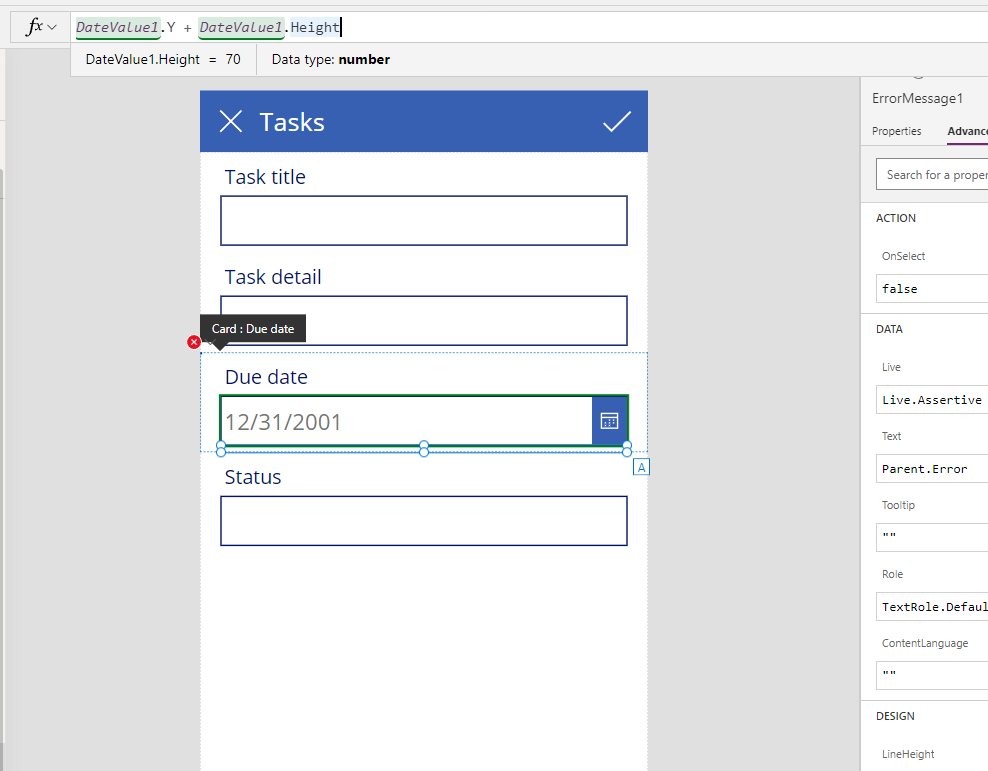 fx DateValue1.Y + DateValue1.Height
DateValue1.Height = 70 Data type: number
ErrorMessage1
Properties Advance
Search for a proper
ACTION
OnSelect
false
DATA
Live
Live.Assertive
Text
Parent.Error
Tooltip
""
Role
TextRole.Defaul
ContentLanguage
""
DESIGN
LineHeight
Tasks
Task title
Task detail
Card : Due date
Due date
12/31/2001
A
Status